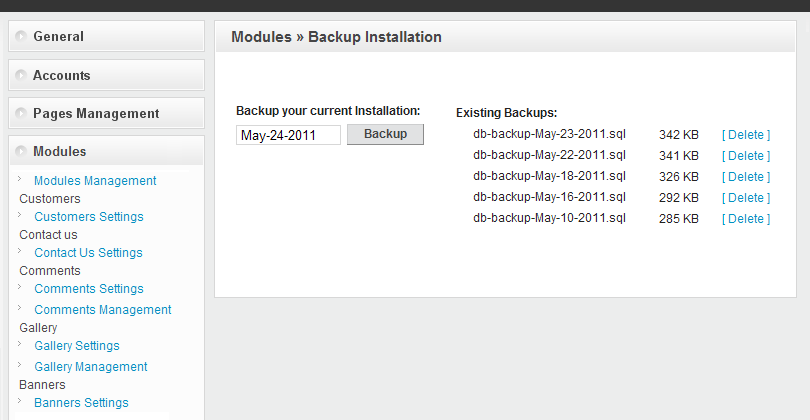 General
Accounts
Pages Management
Modules
Modules Management
Customers
Customers Settings
Contact us
Contact Us Settings
Comments
Comments Settings
Comments Management
Gallery
Gallery Settings
Gallery Management
Banners
Banners Settings
Modules » Backup Installation
Backup your current Installation:
May-24-2011 Backup
Existing Backups:
db-backup-May-23-2011.sql 342 KB [ Delete ]
db-backup-May-22-2011.sql 341 KB [ Delete ]
db-backup-May-18-2011.sql 326 KB [ Delete ]
db-backup-May-16-2011.sql 292 KB [ Delete ]
db-backup-May-10-2011.sql 285 KB [ Delete ]